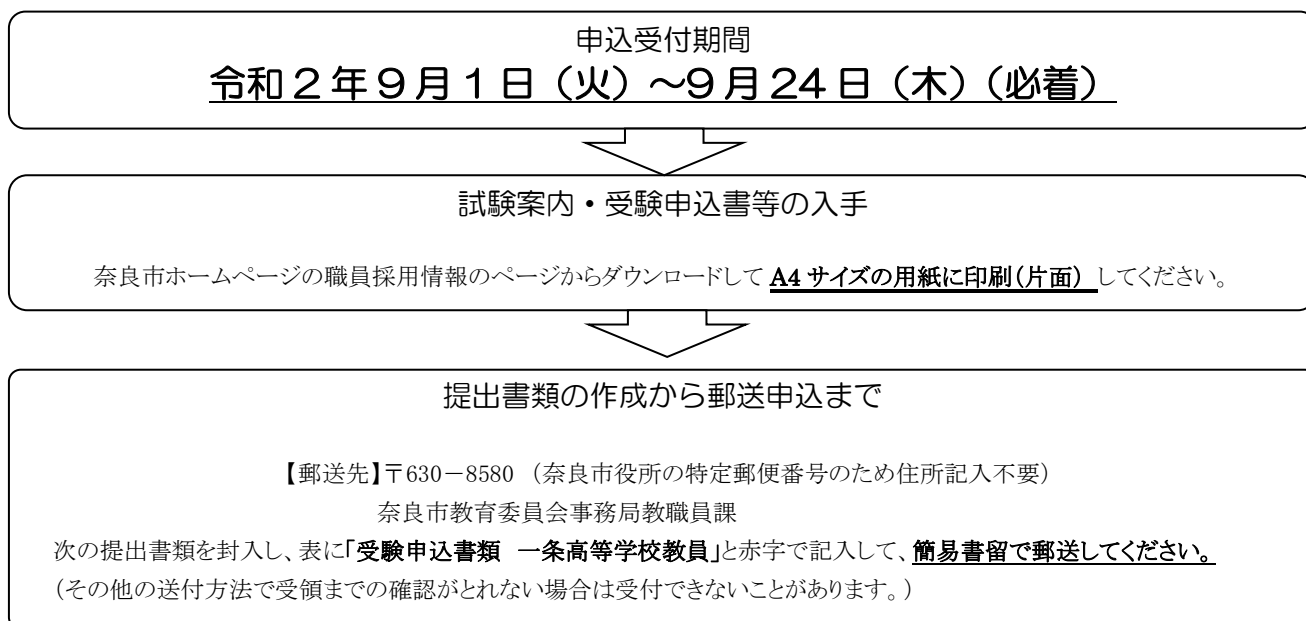 申込受付期間
令和２年９月１日（火）～9月24日（木）（必着）
試験案内・受験申込書等の入手
奈良市ホームページの職員採用情報のページからダウンロードして A4 サイズの用紙に印刷（片面） してください。
提出書類の作成から郵送申込まで
【郵送先】〒630－8580 （奈良市役所の特定郵便番号のため住所記入不要）
奈良市教育委員会事務局教職員課
次の提出書類を封入し、表に「受験申込書類　一条高等学校教員」と赤字で記入して、簡易書留で郵送してください。
（その他の送付方法で受領までの確認がとれない場合は受付できないことがあります。）